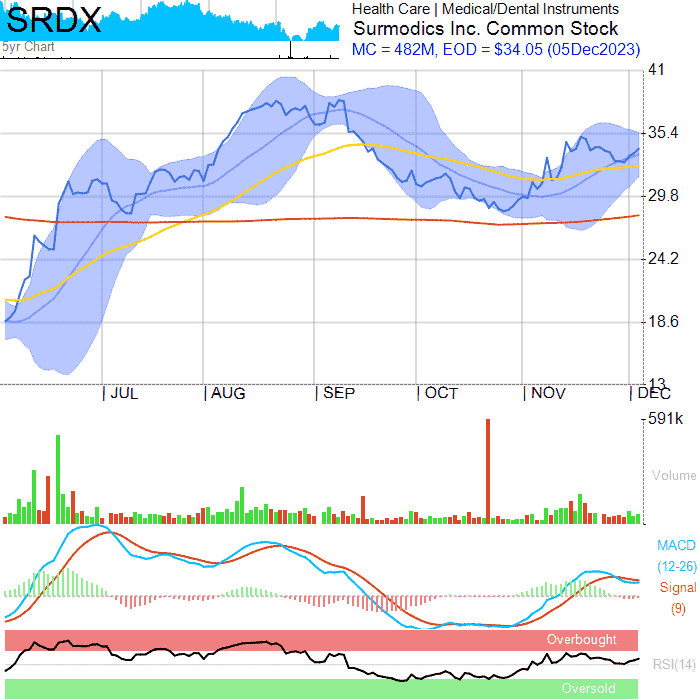 SRDX
5yr Chart
Health Care | Medical/Dental Instruments
Surmodics Inc. Common Stock
MC = 482M, EOD = $34.05 (05Dec2023)
41
35.4
29.8
24.2
18.6
13
| JUL
| AUG
| SEP
| OCT
| NOV
| DEC
591k
Volume
MACD
(12-26)
Signal
(9)
Overbought
RSI(14)
Oversold